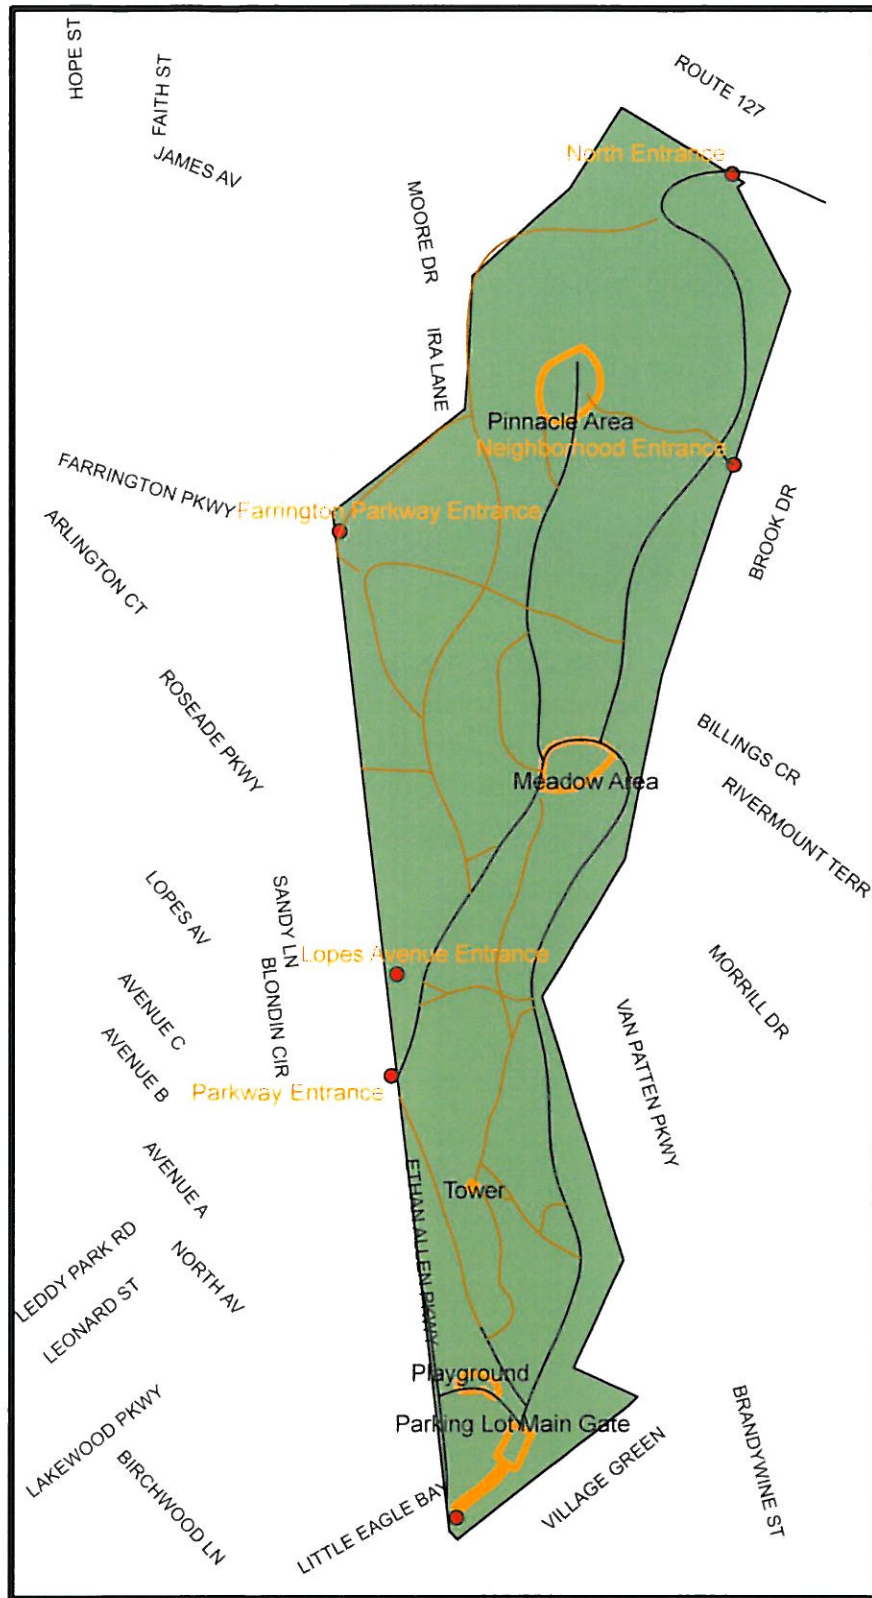 HOPE ST
FAITH ST
JAMES AV
ROUTE 127
North Entrance
MOORE DR
IRA LANE
Pinnacle Area
Neighborhood Entrance
FARRINGTON PKWY
Farrington Parkway Entrance
ARLINGTON CT
BROOK DR
ROSEADE PKWY
BILLINGS CR
Meadow Area
RIVERMOUNT TERR
LOPES AV
SANDY LN
Lopes Avenue Entrance
BLONDIN CIR
MORRILL DR
AVENUE C
VAN PATTEN PKWY
AVENUE B
Parkway Entrance
AVENUE A
ETHAN ALLEN PKWY
Tower
LEDDY PARK RD
NORTH AV
LEONARD ST
Playground
Parking Lot Main Gate
LAKEWOOD PKWY
BIRCHWOOD LN
LITTLE EAGLE BAY
VILLAGE GREEN
BRANDYWINE ST